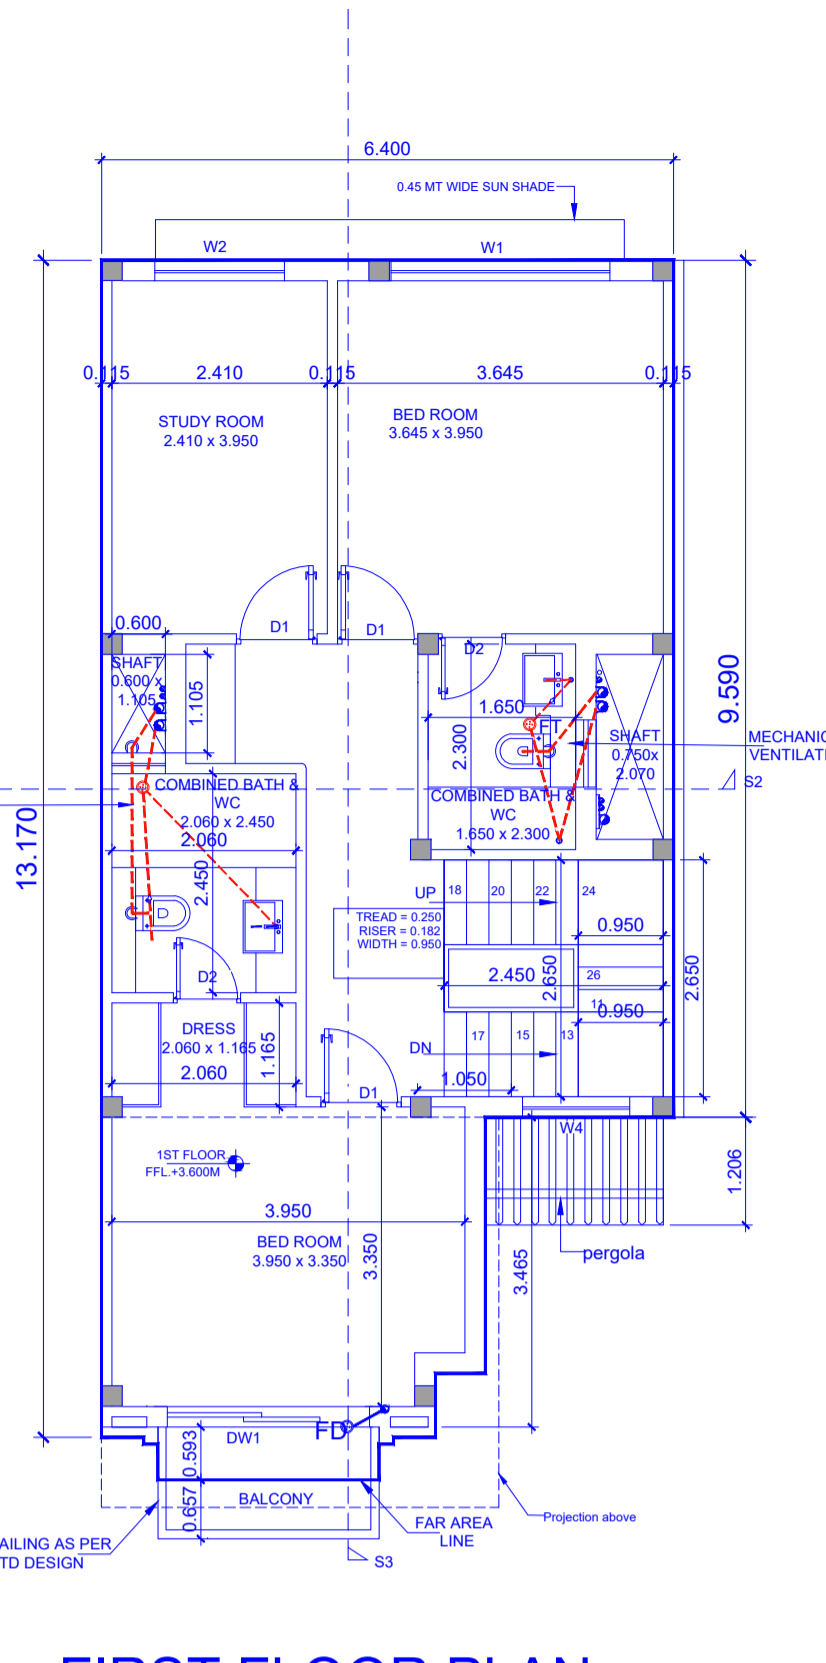 6.400
0.45 MT WIDE SUN SHADE
W2
W1
0.115
2.410
0.115
3.645
0.115
STUDY ROOM
2.410 x 3.950
BED ROOM
3.645 x 3.950
D1
D1
0.600
D2
SHAFT
0.600 x
1.105
1.105
1.650
FT
2.300
SHAFT
0.750x
2.070
9.590
MECHANIC
VENTILAT
S2
COMBINED BATH &
WC
2.060 x 2.450
2.060
2.450
COMBINED BATH &
WC
1.650 x 2.300
13.170
UP
18
20
22
24
TREAD = 0.250
RISER = 0.182
WIDTH = 0.950
0.950
2.450
2.650
26
11
0.950
2.650
D2
DRESS
2.060 x 1.165
2.060
1.165
DN
17
15
13
1.050
D1
W4
1ST FLOOR
FFL.+3.600M
1.206
3.950
BED ROOM
3.950 x 3.350
3.350
pergola
3.465
FD
DW1
0.593
BALCONY
0.657
FAR AREA
LINE
Projection above
AILING AS PER
TD DESIGN
S3
FIRST FLOOR PLAN